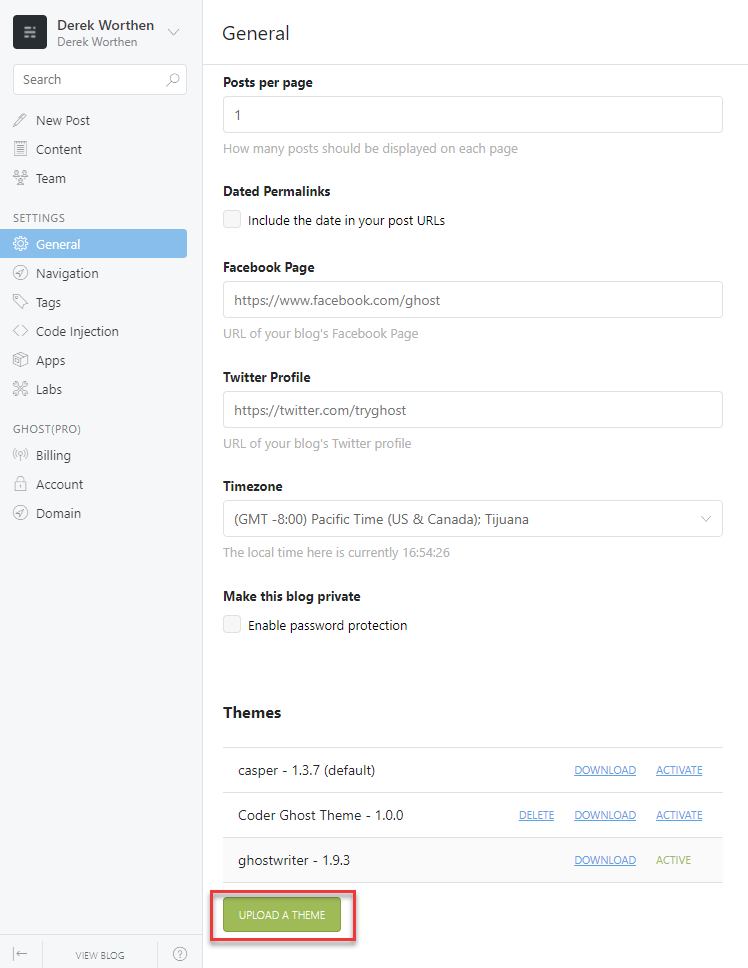 Derek Worthen
Derek Worthen
Search
New Post
Content
Team
SETTINGS
General
Navigation
Tags
Code Injection
Apps
Labs
GHOST(PRO)
Billing
Account
Domain
VIEW BLOG
?
General
Posts per page
1
How many posts should be displayed on each page
Dated Permalinks
Include the date in your post URLs
Facebook Page
https://www.facebook.com/ghost
URL of your blog's Facebook Page
Twitter Profile
https://twitter.com/tryghost
URL of your blog's Twitter profile
Timezone
(GMT -8:00) Pacific Time (US & Canada); Tijuana
The local time here is currently 16:54:26
Make this blog private
Enable password protection
Themes
casper - 1.3.7 (default) DOWNLOAD ACTIVATE
Coder Ghost Theme - 1.0.0 DELETE DOWNLOAD ACTIVATE
ghostwriter - 1.9.3 DOWNLOAD ACTIVE
UPLOAD A THEME